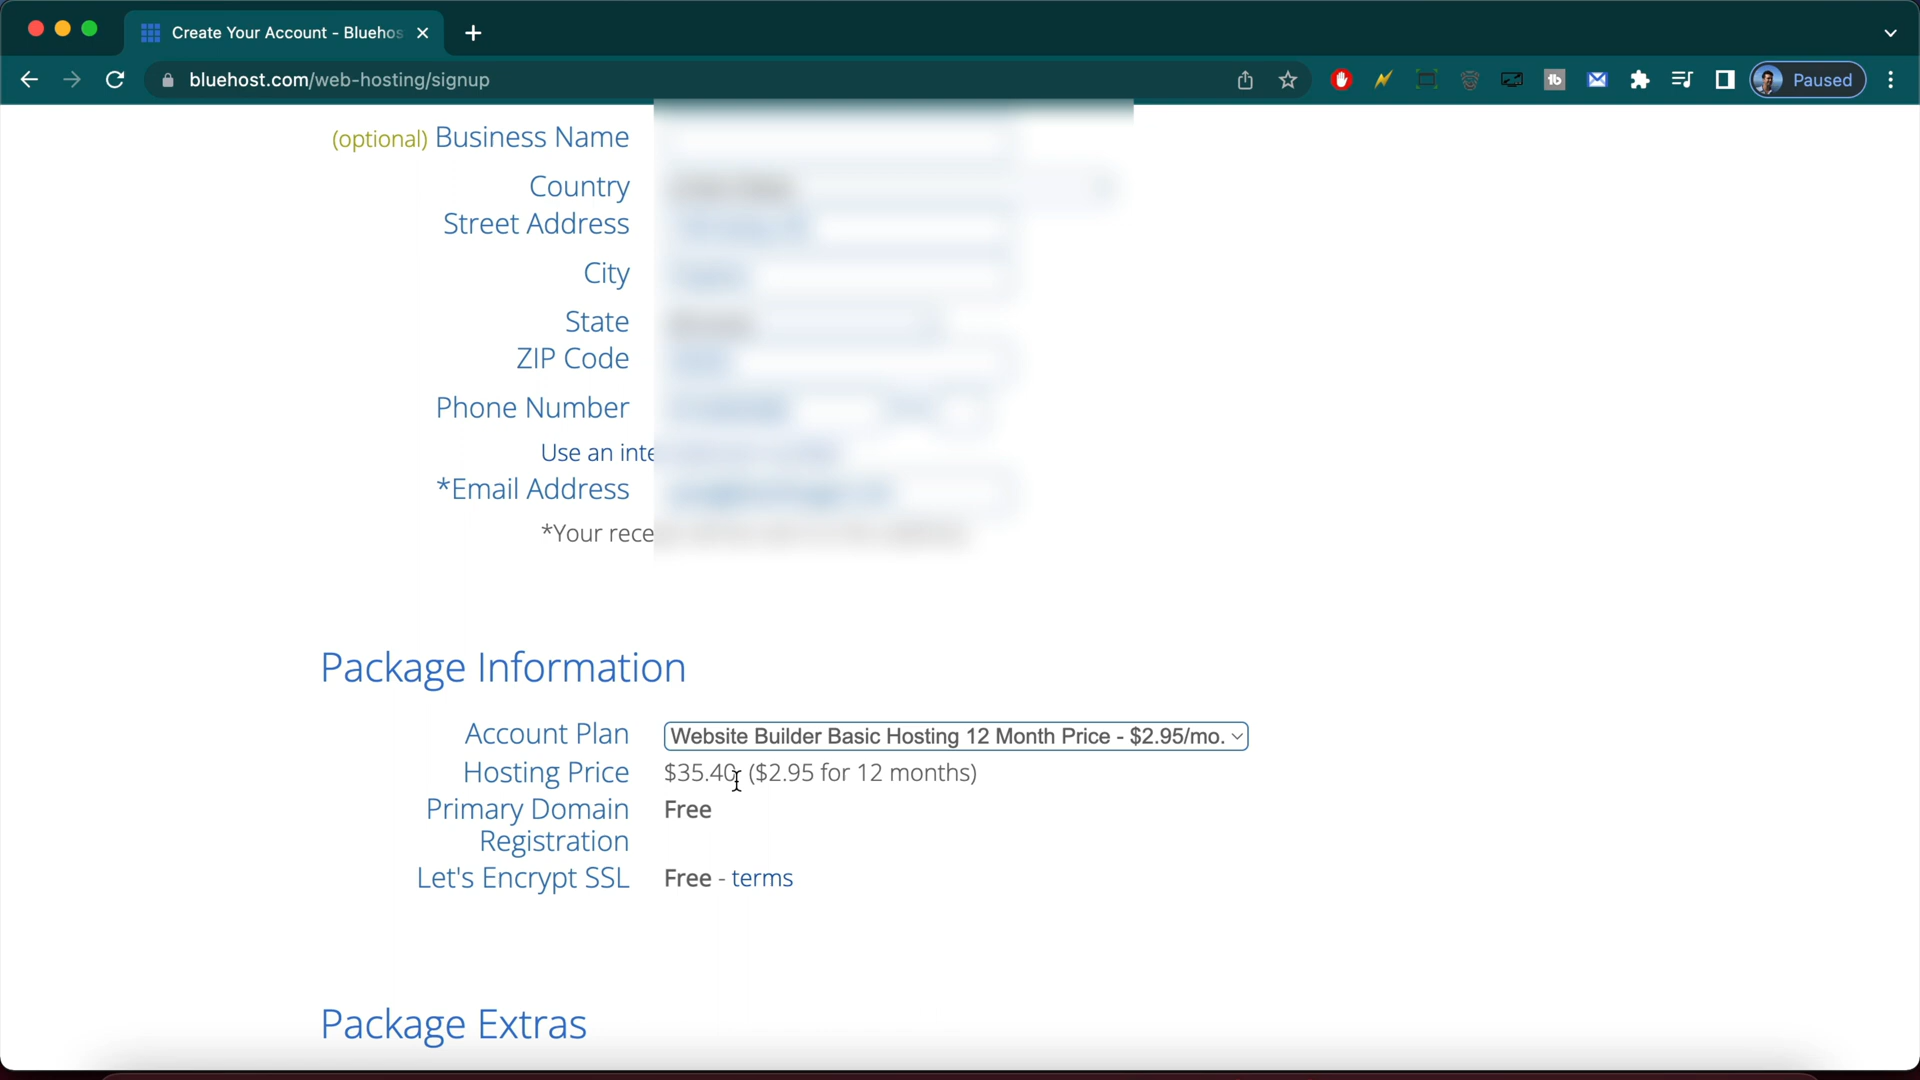 Create Your Account - Bluehos
bluehost.com/web-hosting/signup
Paused
(optional) Business Name
Country
Street Address
City
State
ZIP Code
Phone Number
Use an inte
*Email Address
*Your rece
Package Information
Account Plan Website Builder Basic Hosting 12 Month Price - $2.95/mo.
Hosting Price $35.40 ($2.95 for 12 months)
Primary Domain Free
Registration
Let's Encrypt SSL Free - terms
Package Extras